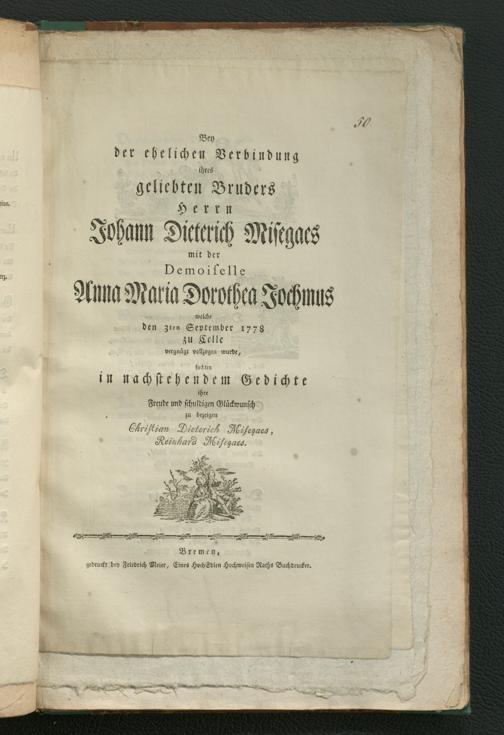 50.
Bey
der ehelichen Verbindung
ihres
geliebten Bruders
Herrn
Johann Dieterich Misegaes
mit der
Demoiselle
Anna Maria Dorothea Jochmus
welche
den 3ten September 1778
zu Celle
vergnügt vollzogen wurde,
suchten
in nachstehendem Gedichte
ihre
Freude und schuldigen Glückwunsch
zu bezeigen
Christian Dieterich Misegaes,
Reinhard Misegaes.
Bremen,
gedruckt bey Friedrich Meier, Eines HochEdlen Hochweisen Raths Buchdrucker.